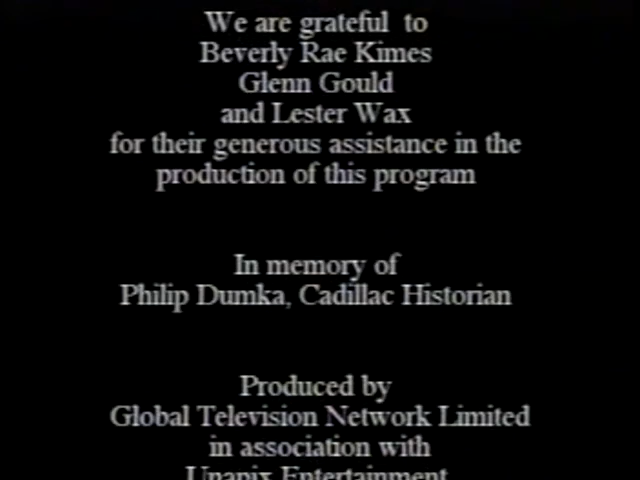 We are grateful to
Beverly Rae Kimes
Glenn Gould
and Lester Wax
for their generous assistance in the
production of this program
In memory of
Philip Dumka, Cadillac Historian
Produced by
Global Television Network Limited
in association with
Unapix Entertainment